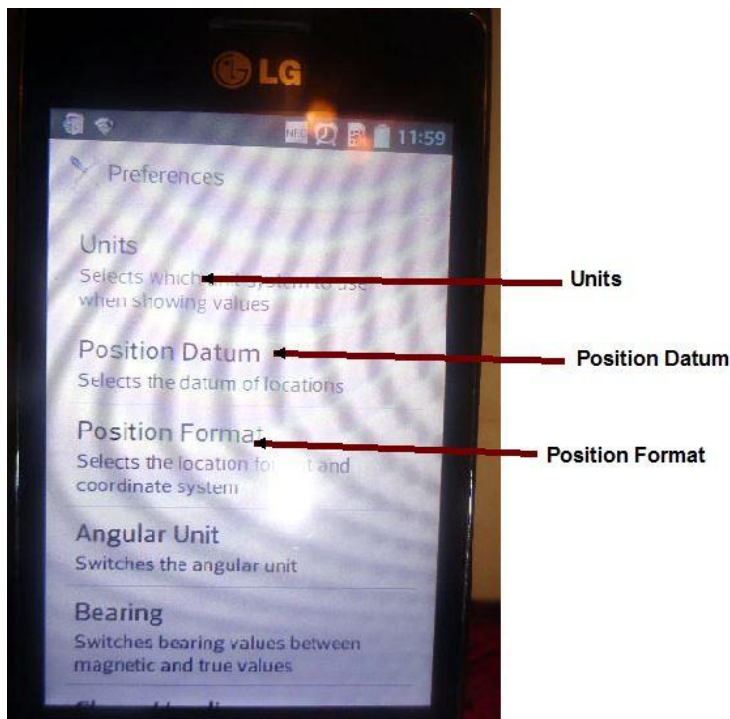 LG
NFC 11:59
Preferences
Units
Selects which unit system to use
when showing values
Units
Position Datum
Selects the datum of locations
Position Datum
Position Format
Selects the location and
coordinate system
Position Format
Angular Unit
Switches the angular unit
Bearing
Switches bearing values between
magnetic and true values